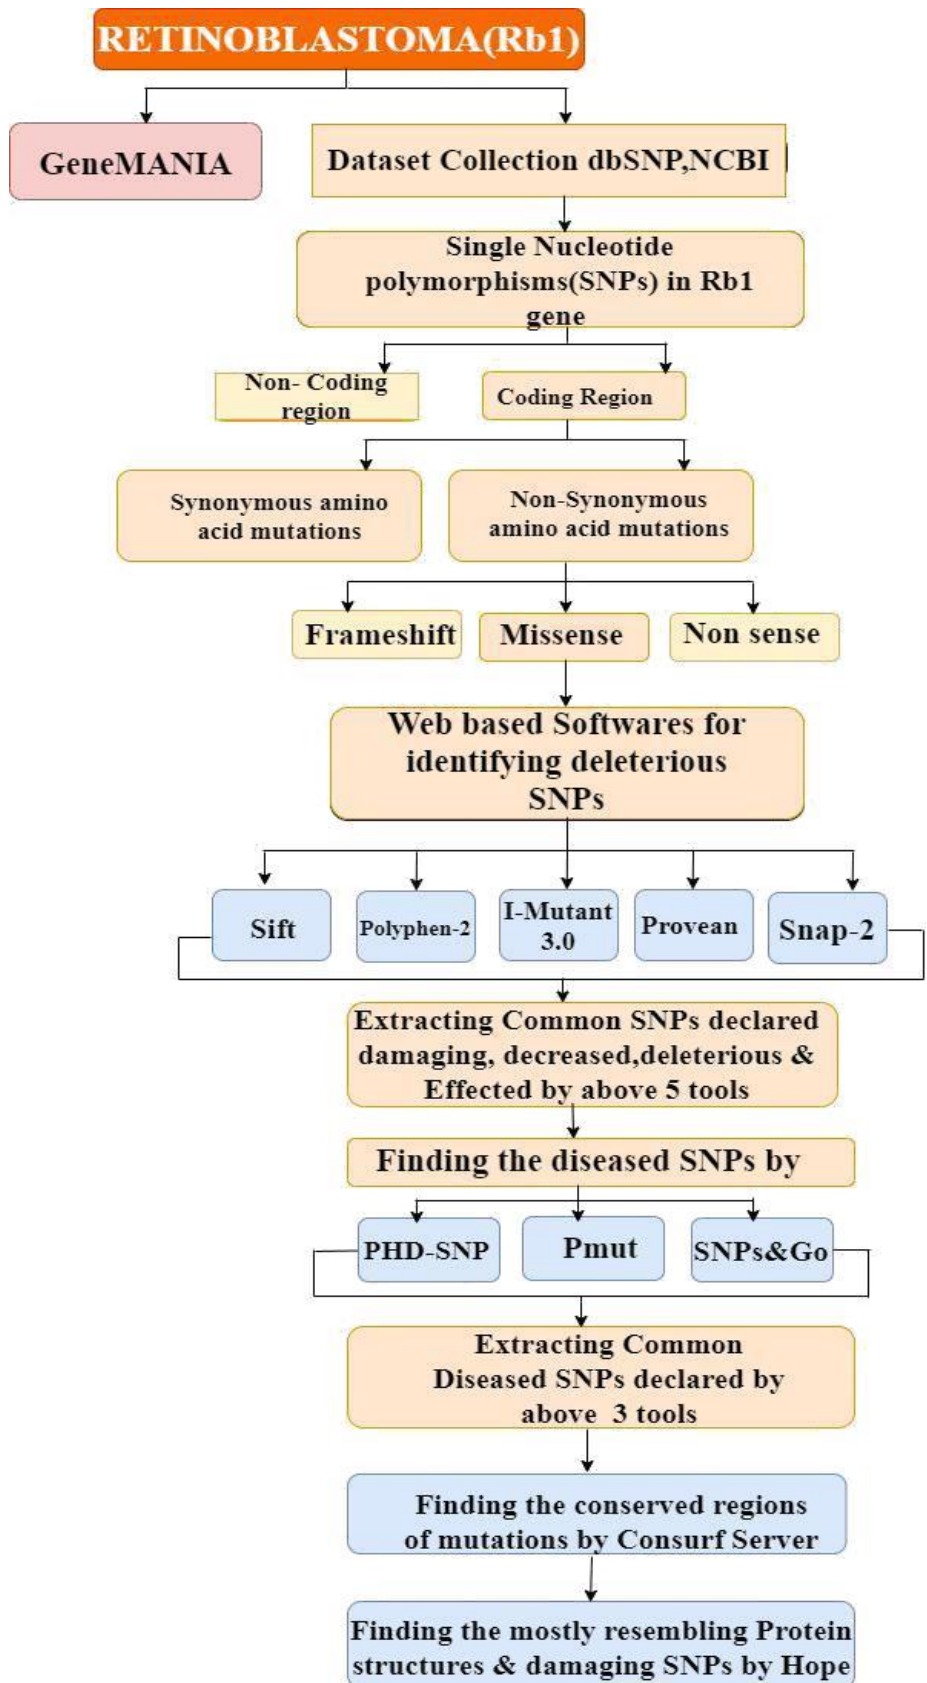 RETINOBLASTOMA(Rb1)
GeneMANIA
Dataset Collection dbSNP,NCBI
Single Nucleotide
polymorphisms(SNPs) in Rb1
gene
Non- Coding
region
Coding Region
Synonymous amino
acid mutations
Non-Synonymous
amino acid mutations
Frameshift
Missense
Non sense
Web based Softwares for
identifying deleterious
SNPs
Sift
Polyphen-2
I-Mutant
3.0
Provean
Snap-2
Extracting Common SNPs declared
damaging, decreased,deleterious &
Effected by above 5 tools
Finding the diseased SNPs by
PHD-SNP
Pmut
SNPs&Go
Extracting Common
Diseased SNPs declared by
above 3 tools
Finding the conserved regions
of mutations by Consurf Server
Finding the mostly resembling Protein
structures & damaging SNPs by Hope